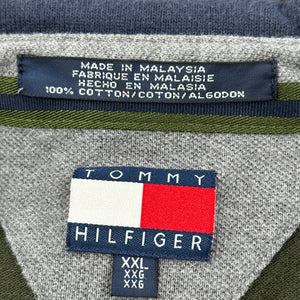 MADE IN MALAYSIA
FABRIQUE EN MALAISIE
HECHO EN MALASIA
100% COTTON/COTON/ALGODON
TOMMY
HILFIGER
XXL
XXG
XXG